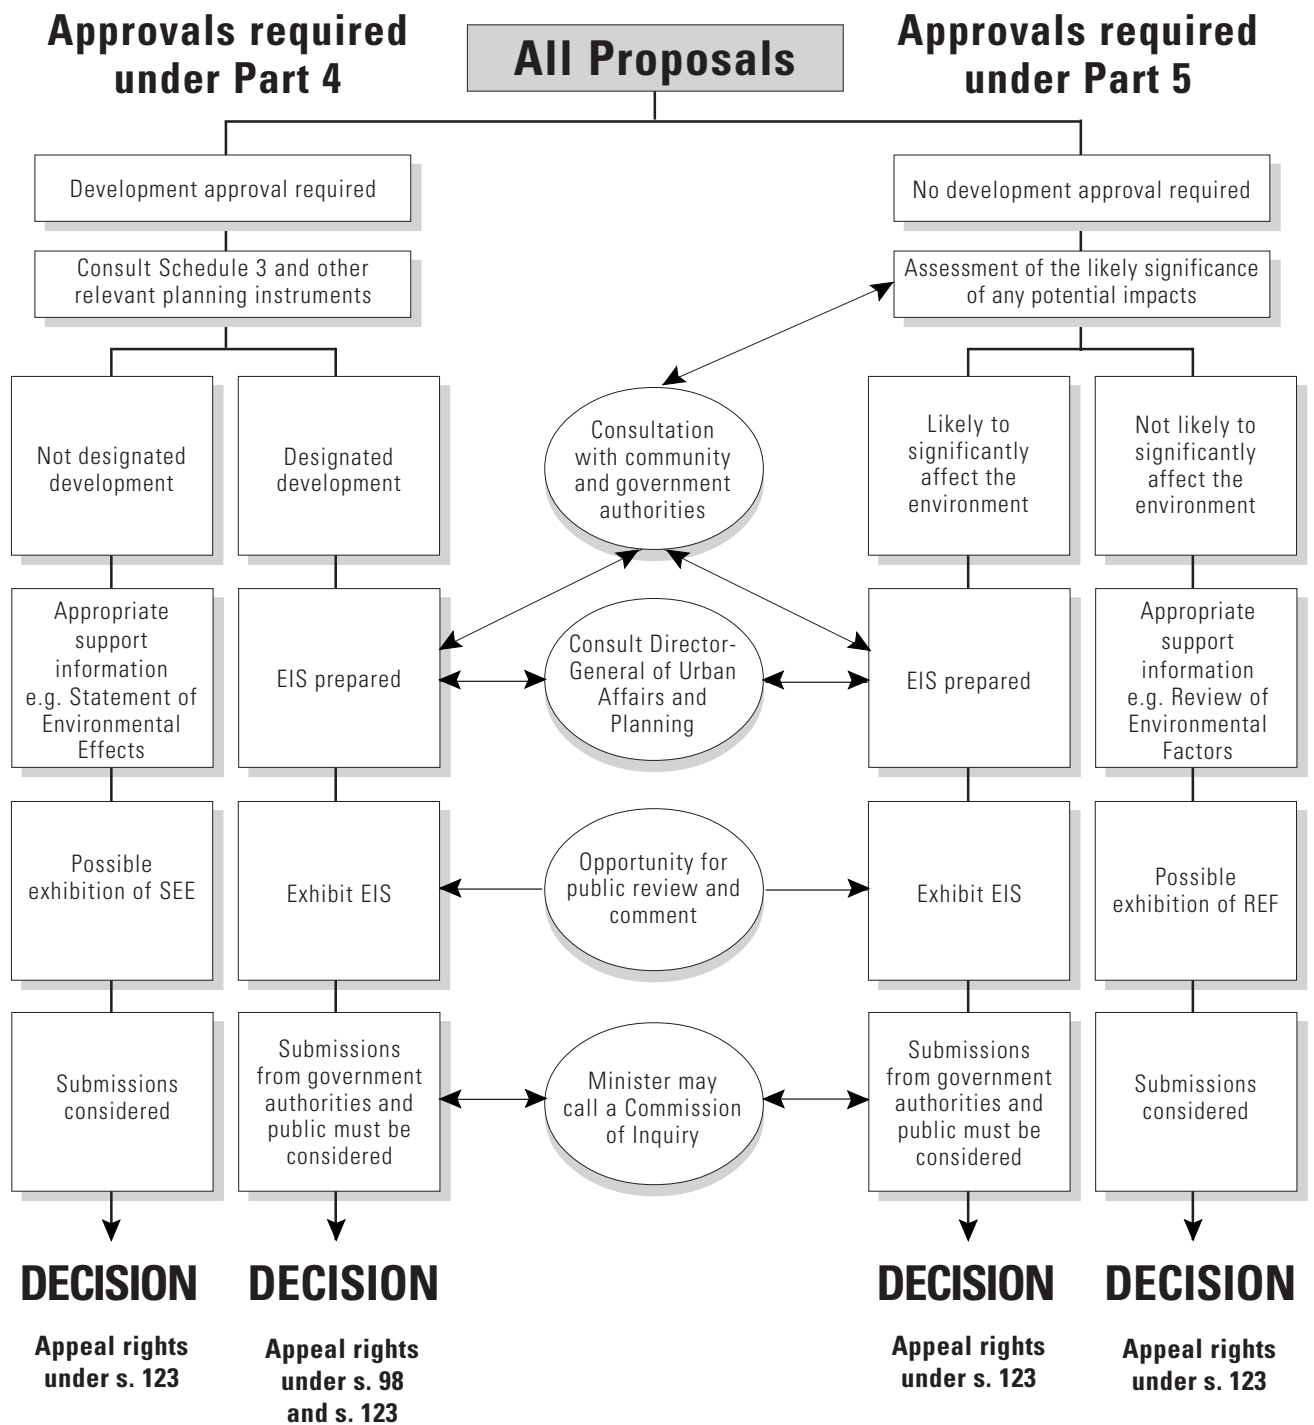 Approvals required
under Part 4
All Proposals
Approvals required
under Part 5
Development approval required
No development approval required
Consult Schedule 3 and other
relevant planning instruments
Assessment of the likely significance
of any potential impacts
Not designated
development
Designated
development
Consultation
with community
and government
authorities
Likely to
significantly
affect the
environment
Not likely to
significantly
affect the
environment
Appropriate
support
information
e.g. Statement of
Environmental
Effects
EIS prepared
Consult Director-
General of Urban
Affairs and
Planning
EIS prepared
Appropriate
support
information
e.g. Review of
Environmental
Factors
Possible
exhibition of SEE
Exhibit EIS
Opportunity for
public review and
comment
Exhibit EIS
Possible
exhibition of REF
Submissions
considered
Submissions
from government
authorities and
public must be
considered
Minister may
call a Commission
of Inquiry
Submissions
from government
authorities and
public must be
considered
Submissions
considered
DECISION
DECISION
DECISION
DECISION
Appeal rights
under s. 123
Appeal rights
under s. 98
and s. 123
Appeal rights
under s. 123
Appeal rights
under s. 123